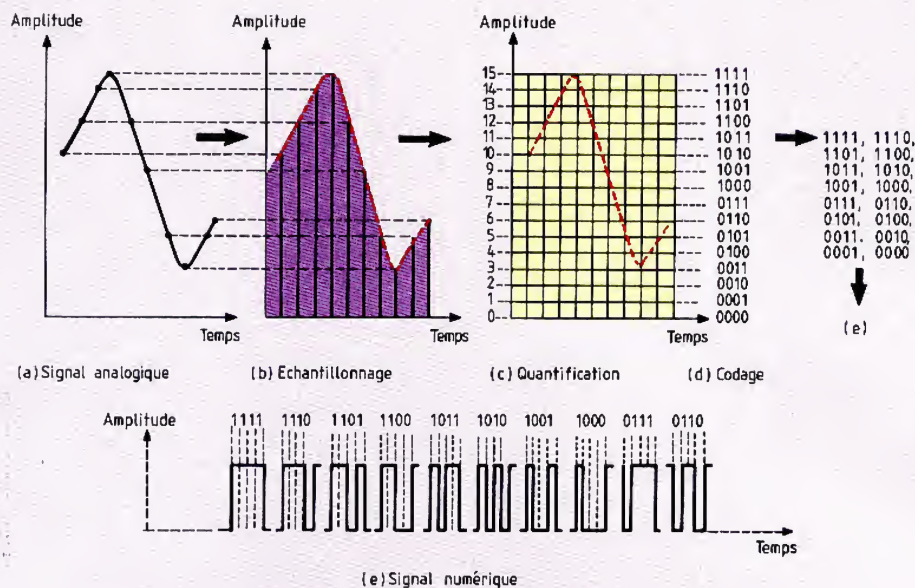 Amplitude
Amplitude
Amplitude
15
14
13
12
11
10
9
8
7
6
5
4
3
2
1
0
1111
1110
1101
1100
1011
1010
1001
1000
0111
0110
0101
0100
0011
0010
0001
0000
1111, 1110,
1101, 1100,
1011, 1010,
1001, 1000,
0111, 0110,
0101, 0100,
0011. 0010,
0001, 0000
(e)
Temps
Temps
Temps
(a) Signal analogique
(b) Echantillonnage
(c) Quantification
(d) Codage
Amplitude
1111 1110 1101 1100 1011 1010 1001 1000 0111 0110
Temps
(e) Signal numérique